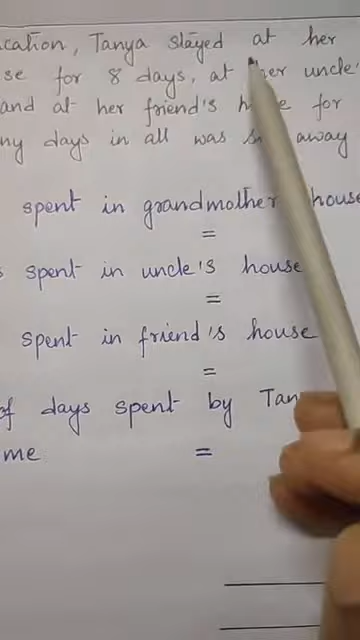 cation, Tanya stayed at her
se for 8 days, at her uncle'
and at her friend's house for
ny days in all was away
spent in grandmother house
=
s spent in uncle's house
=
spent in friend's house
=
of days spent by Tan
me =